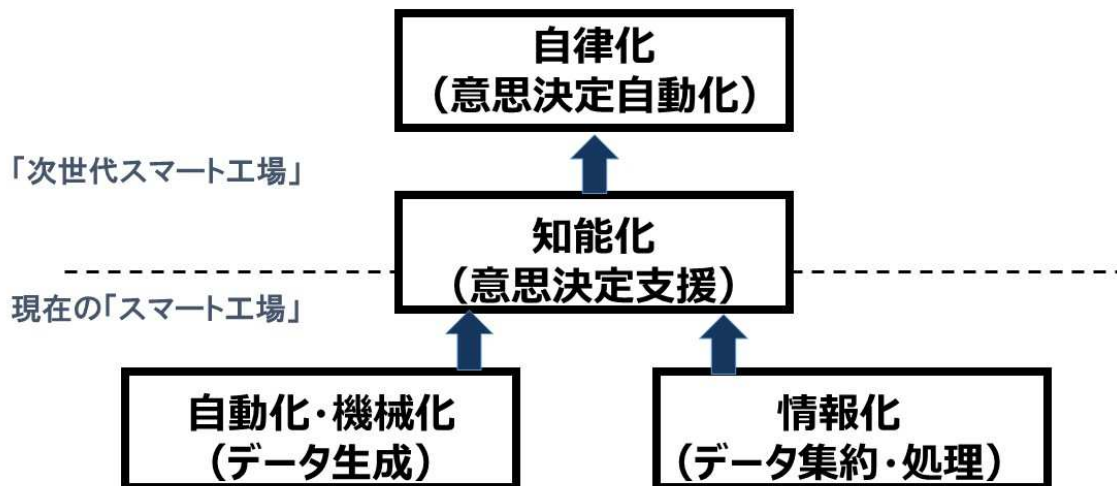 自律化
(意思決定自動化)
「次世代スマート工場」
知能化
(意思決定支援)
現在の「スマート工場」
自動化・機械化
(データ生成)
情報化
(データ集約・処理)